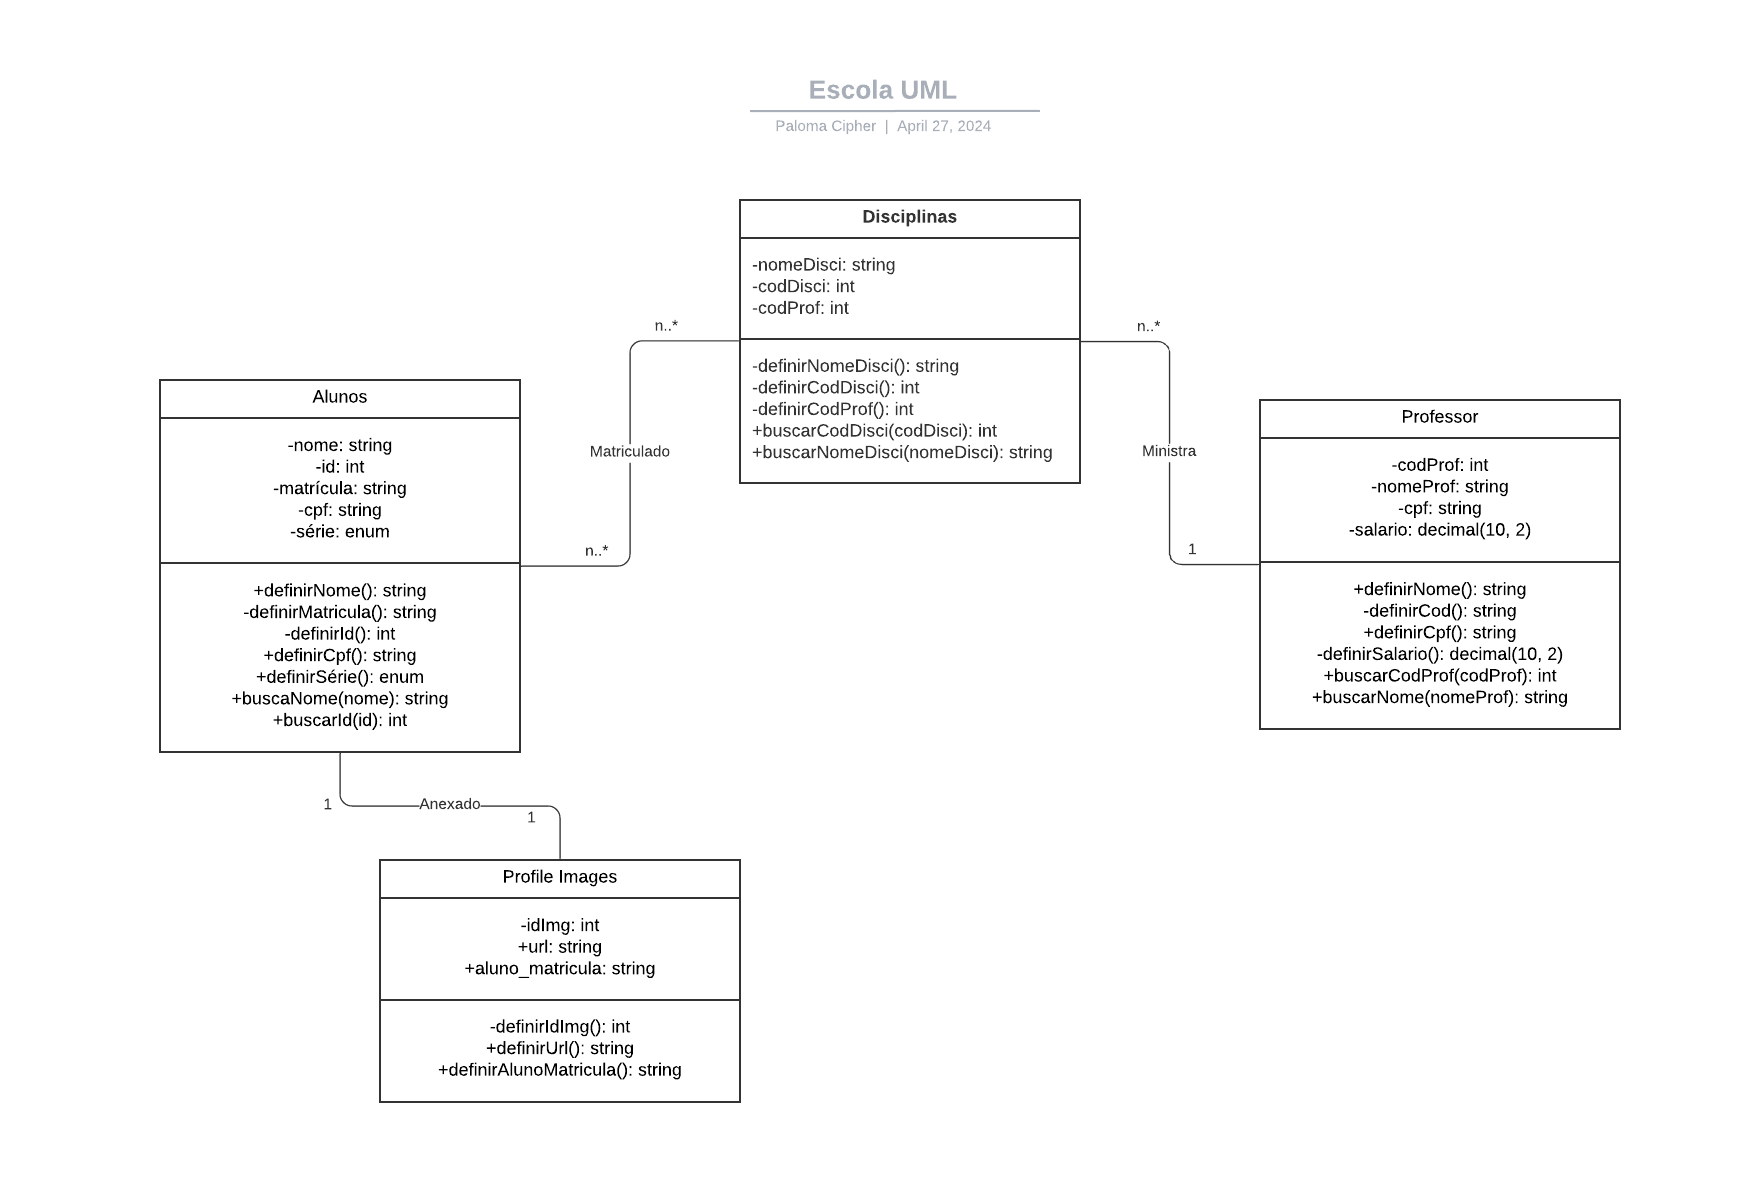 Escola UML
Paloma Cipher | April 27, 2024
Disciplinas
-nomeDisci: string
-codDisci: int
-codProf: int
-definirNomeDisci(): string
-definirCodDisci(): int
-definirCodProf(): int
+buscarCodDisci(codDisci): int
+buscarNomeDisci(nomeDisci): string
n..*
Matriculado
n..*
n..*
Ministra
1
Alunos
-nome: string
-id: int
-matrícula: string
-cpf: string
-série: enum
+definirNome(): string
-definirMatricula(): string
-definirId(): int
+definirCpf(): string
+definirSérie(): enum
+buscaNome(nome): string
+buscarId(id): int
Professor
-codProf: int
-nomeProf: string
-cpf: string
-salario: decimal(10, 2)
+definirNome(): string
-definirCod(): string
+definirCpf(): string
-definirSalario(): decimal(10, 2)
+buscarCodProf(codProf): int
+buscarNome(nomeProf): string
1
Anexado
1
Profile Images
-idImg: int
+url: string
+aluno_matricula: string
-definirIdImg(): int
+definirUrl(): string
+definirAlunoMatricula(): string